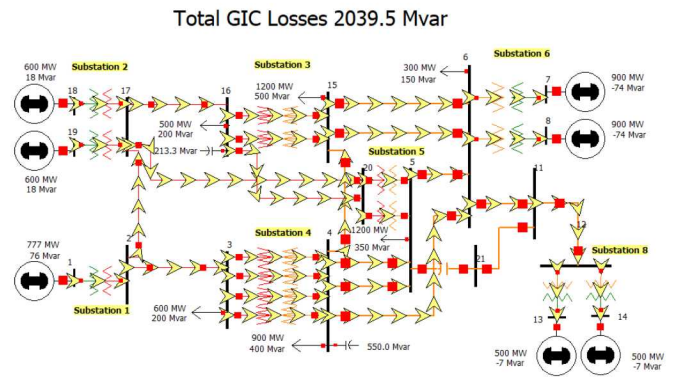 Total GIC Losses 2039.5 Mvar
600 MW
18 Mvar
Substation 2
18
17
16
Substation 3
1200 MW
500 Mvar
15
300 MW
150 Mvar
6
Substation 6
7
900 MW
-74 Mvar
19
500 MW
200 Mvar
213.3 Mvar
8
900 MW
-74 Mvar
600 MW
18 Mvar
Substation 5
20
5
11
1200 MW
350 Mvar
2
3
Substation 4
4
12
Substation 8
777 MW
76 Mvar
1
21
Substation 1
600 MW
200 Mvar
900 MW
400 Mvar
550.0 Mvar
13
14
500 MW
-7 Mvar
500 MW
-7 Mvar